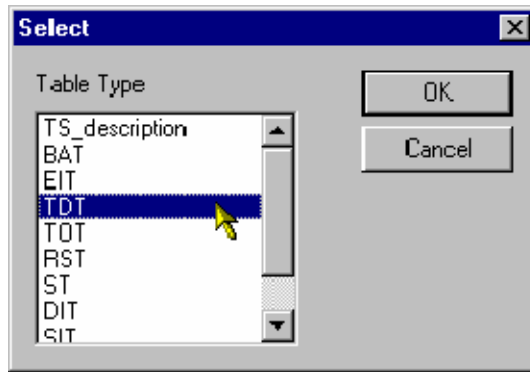 Select
Table Type
OK
Cancel
TS_description
BAT
EIT
TDT
TOT
RST
ST
DIT
SIT